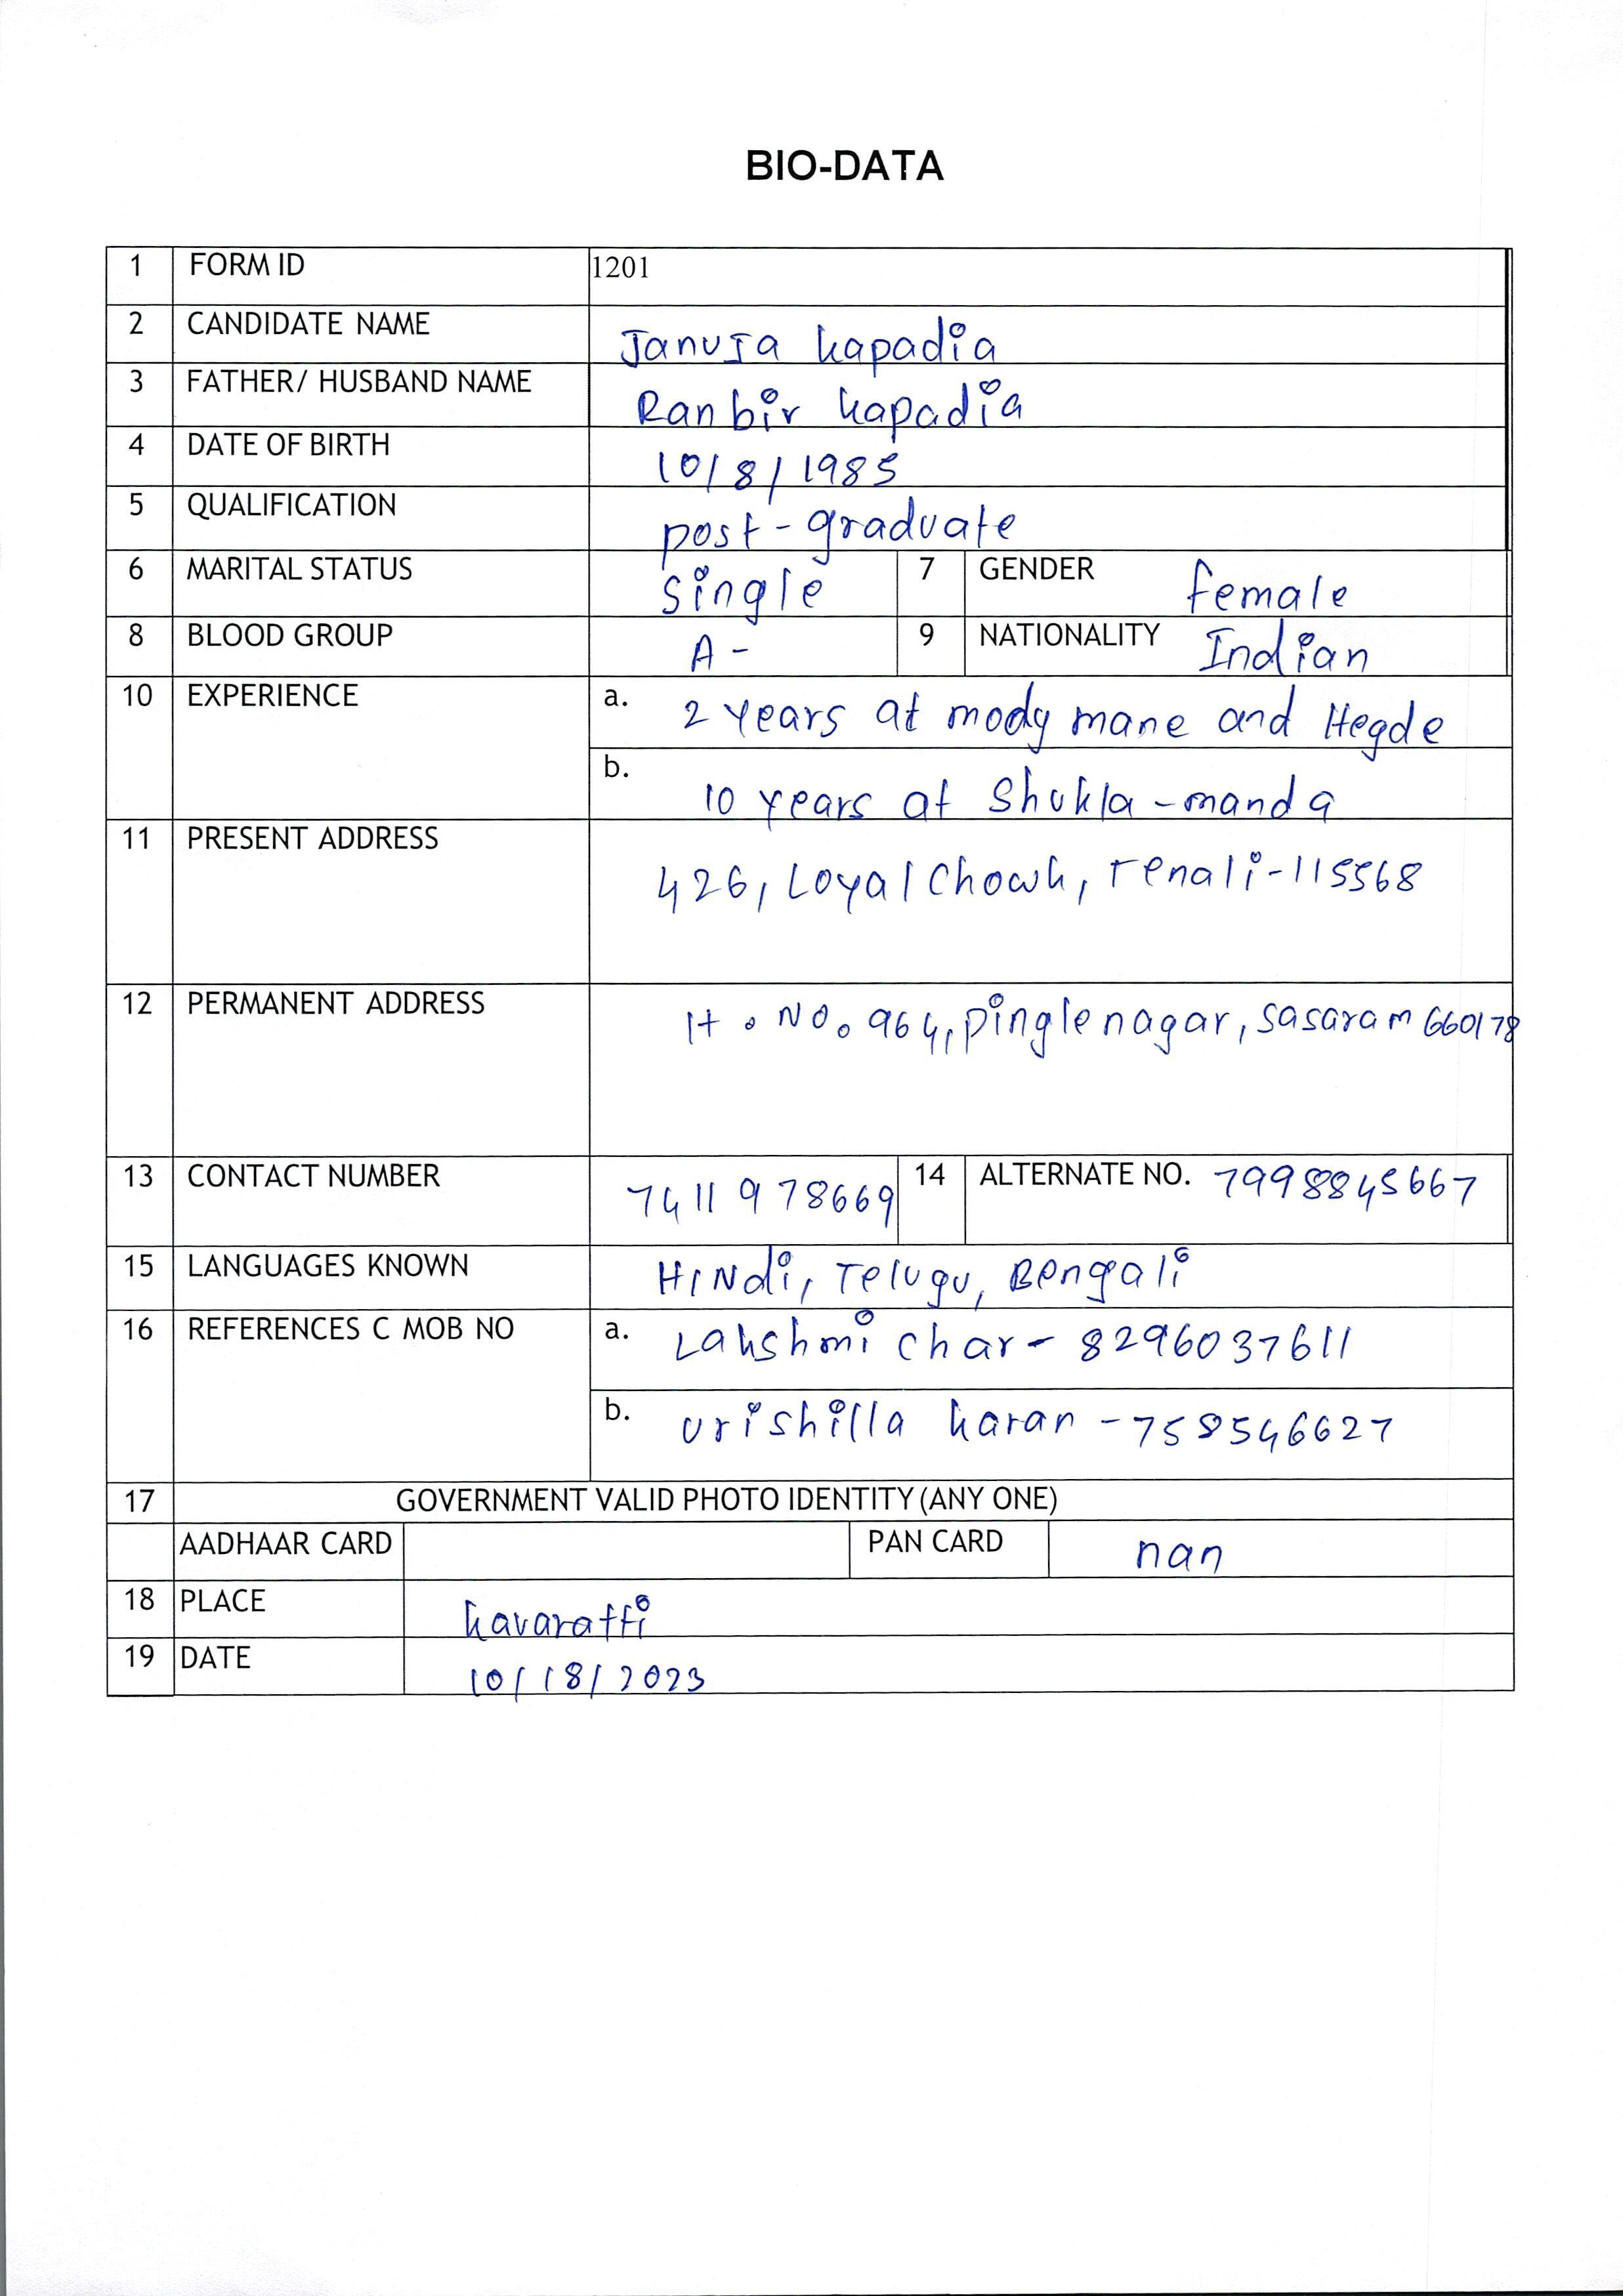 BIO-DATA
1 FORM ID 1201
2 CANDIDATE NAME Januja kapadia
3 FATHER/ HUSBAND NAME Ranbir kapadia
4 DATE OF BIRTH 10/8/1985
5 QUALIFICATION post-graduate
6 MARITAL STATUS Single 7 GENDER Female
8 BLOOD GROUP A- 9 NATIONALITY Indian
10 EXPERIENCE a. 2 years at mody mane and Hegde
b. 10 years at Shukla-manda
11 PRESENT ADDRESS 426, Loyal Chowk, Tenali-115568
12 PERMANENT ADDRESS H.No. 964, Pinglenagar, Sasaram 660178
13 CONTACT NUMBER 7411978669 14 ALTERNATE NO. 7998845667
15 LANGUAGES KNOWN HINdi, Telugu, Bengali
16 REFERENCES C MOB NO a. Lakshmi char- 8296037611
b. urishilla karan -758546627
17 GOVERNMENT VALID PHOTO IDENTITY (ANY ONE)
AADHAAR CARD PAN CARD nan
18 PLACE kavaratti
19 DATE 10/18/2023